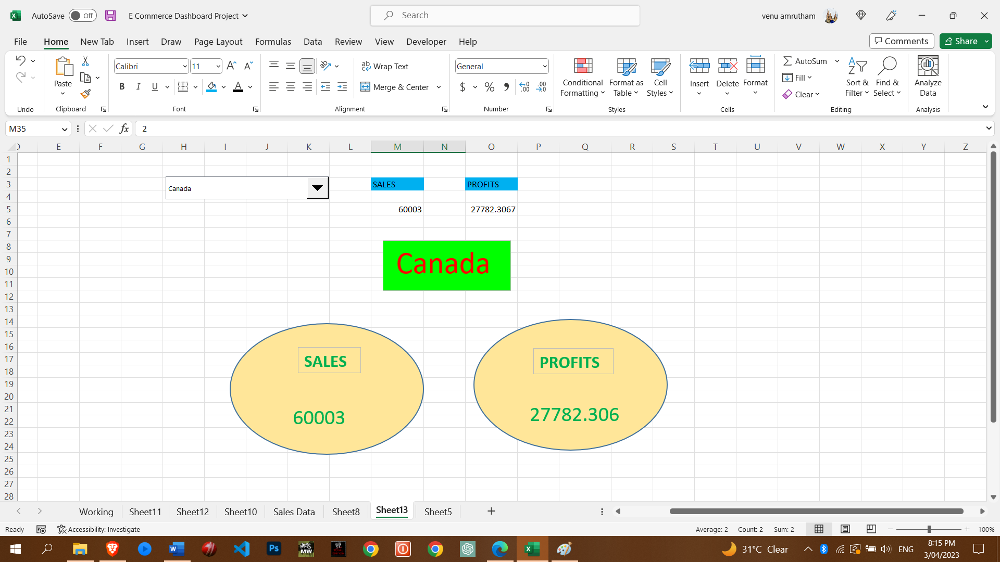 AutoSave Off E Commerce Dashboard Project Search venu amrutham
File Home New Tab Insert Draw Page Layout Formulas Data Review View Developer Help Comments Share
Paste Calibri 11 B I U A Wrap Text Merge & Center General $ % Conditional Formatting Format as Table Cell Styles Insert Delete Format AutoSum Fill Clear Sort & Filter Find & Select Analyze Data
Undo Clipboard Font Alignment Number Styles Cells Editing Analysis
M35 fx 2
D E F G H I J K L M N O P Q R S T U V W X Y Z
1
2
3 Canada SALES PROFITS
4
5 60003 27782.3067
6
7
8
9 Canada
10
11
12
13
14
15
16
17 SALES PROFITS
18
19
20
21 60003 27782.306
22
23
24
25
26
27
28
Working Sheet11 Sheet12 Sheet10 Sales Data Sheet8 Sheet13 Sheet5
Ready Accessibility: Investigate Average: 2 Count: 2 Sum: 2 100%
31°C Clear ENG 8:15 PM
3/04/2023